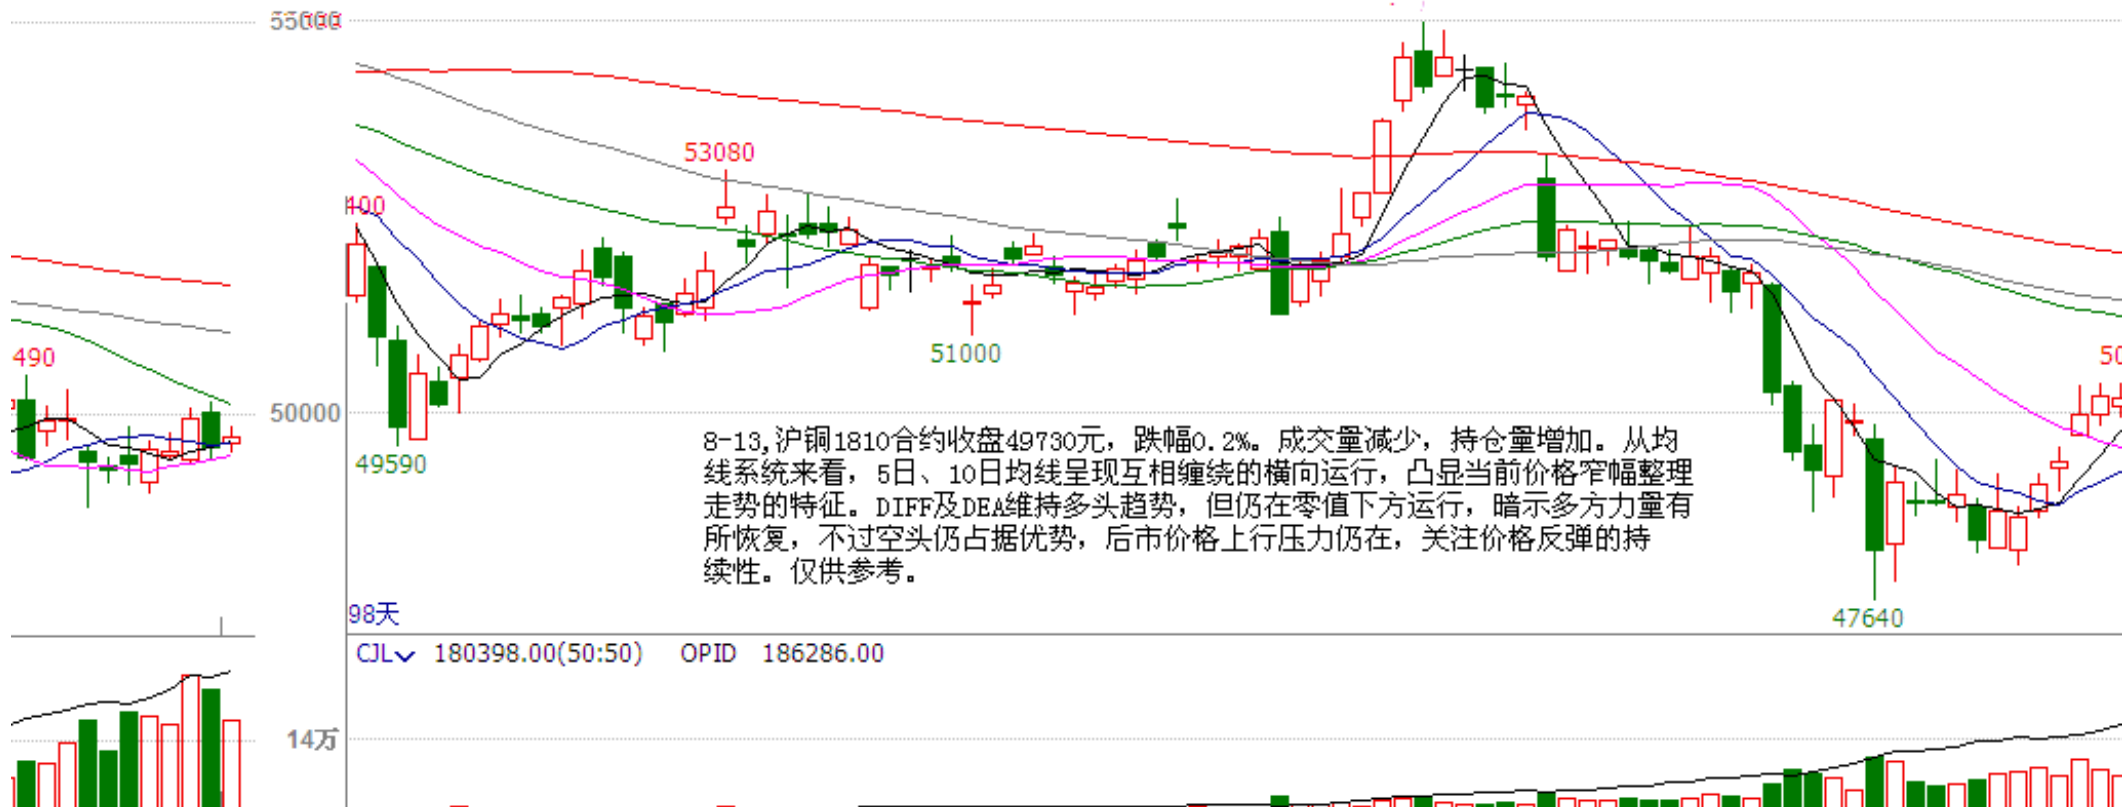 53080
400
490
51000
50000
49590
8-13,沪铜1810合约收盘49730元，跌幅0.2%。成交量减少，持仓量增加。从均
线系统来看，5日、10日均线呈现互相缠绕的横向运行，凸显当前价格窄幅整理
走势的特征。DIFF及DEA维持多头趋势，但仍在零值下方运行，暗示多方力量有
所恢复，不过空头仍占据优势，后市价格上行压力仍在，关注价格反弹的持
续性。仅供参考。
98天
47640
CJL 180398.00(50:50) OPID 186286.00
14万